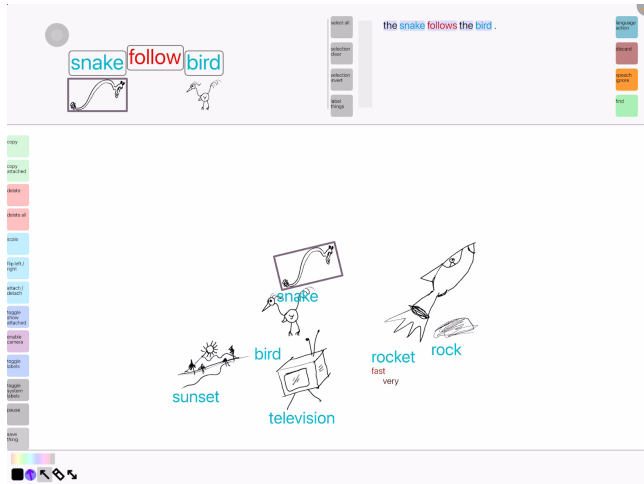 snake follow bird
select all
selection clear
selection invert
label things
the snake follows the bird .
language action
discard
speech ignore
find
copy
copy attached
delete
delete all
scale
flip left / right
attach / detach
toggle show attached
enable camera
toggle labels
toggle system labels
pause
save thing
snake
bird
sunset
television
rocket
fast
very
rock